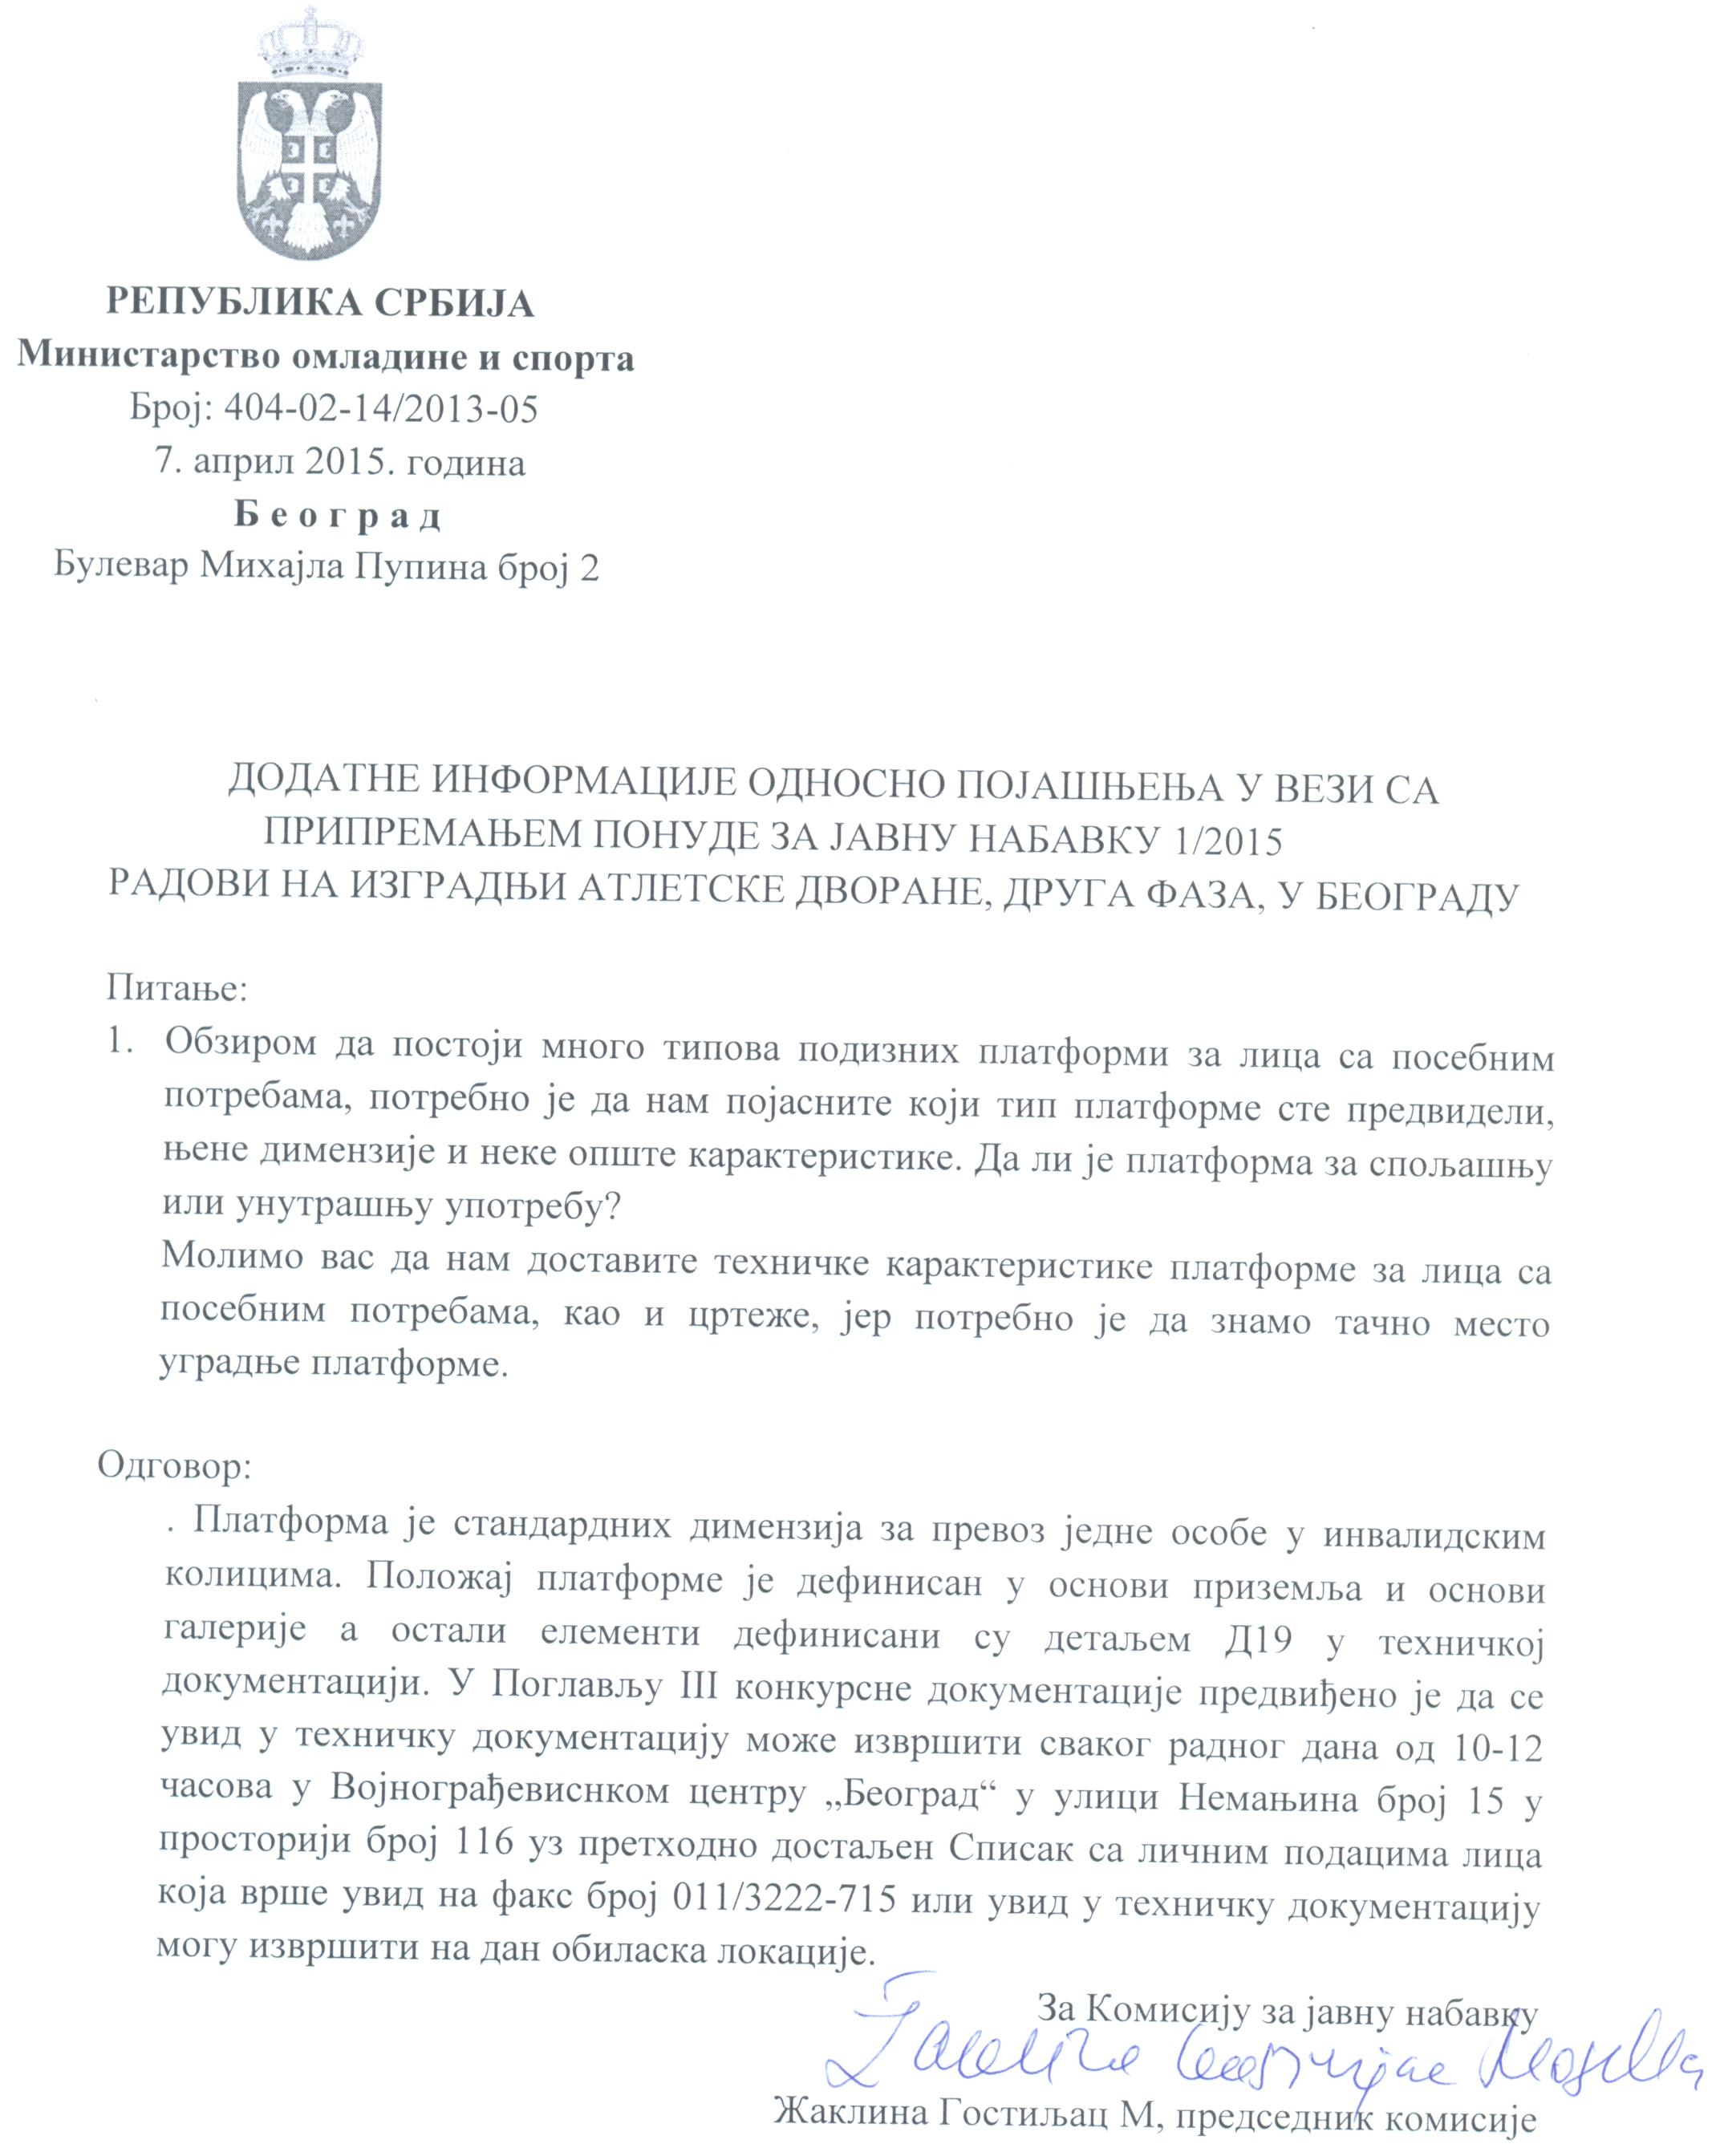 РЕПУБЛИКА СРБИЈА
Министарство омладине и спорта
Број: 404-02-14/2013-05
7. април 2015. година
Б е о г р а д
Булевар Михајла Пупина број 2
ДОДАТНЕ ИНФОРМАЦИЈЕ ОДНОСНО ПОЈАШЊЕЊА У ВЕЗИ СА
ПРИПРЕМАЊЕМ ПОНУДЕ ЗА ЈАВНУ НАБАВКУ 1/2015
РАДОВИ НА ИЗГРАДЊИ АТЛЕТСКЕ ДВОРАНЕ, ДРУГА ФАЗА, У БЕОГРАДУ
Питање:
1. Обзиром да постоји много типова подизних платформи за лица са посебним
потребама, потребно је да нам појасните који тип платформе сте предвидели,
њене димензије и неке опште карактеристике. Да ли је платформа за спољашњу
или унутрашњу употребу?
Молимо вас да нам доставите техничке карактеристике платформе за лица са
посебним потребама, као и цртеже, јер потребно је да знамо тачно место
уградње платформе.
Одговор:
. Платформа је стандардних димензија за превоз једне особе у инвалидским
колицима. Положај платформе је дефинисан у основи приземља и основи
галерије а остали елементи дефинисани су детаљем Д19 у техничкој
документацији. У Поглављу III конкурсне документације предвиђено је да се
увид у техничку документацију може извршити сваког радног дана од 10-12
часова у Војнограђевиснком центру „Београд“ у улици Немањина број 15 у
просторији број 116 уз претходно достаљен Списак са личним подацима лица
која врше увид на факс број 011/3222-715 или увид у техничку документацију
могу извршити на дан обиласка локације.
За Комисију за јавну набавку
Жаклина Гостиљац М, председник комисије